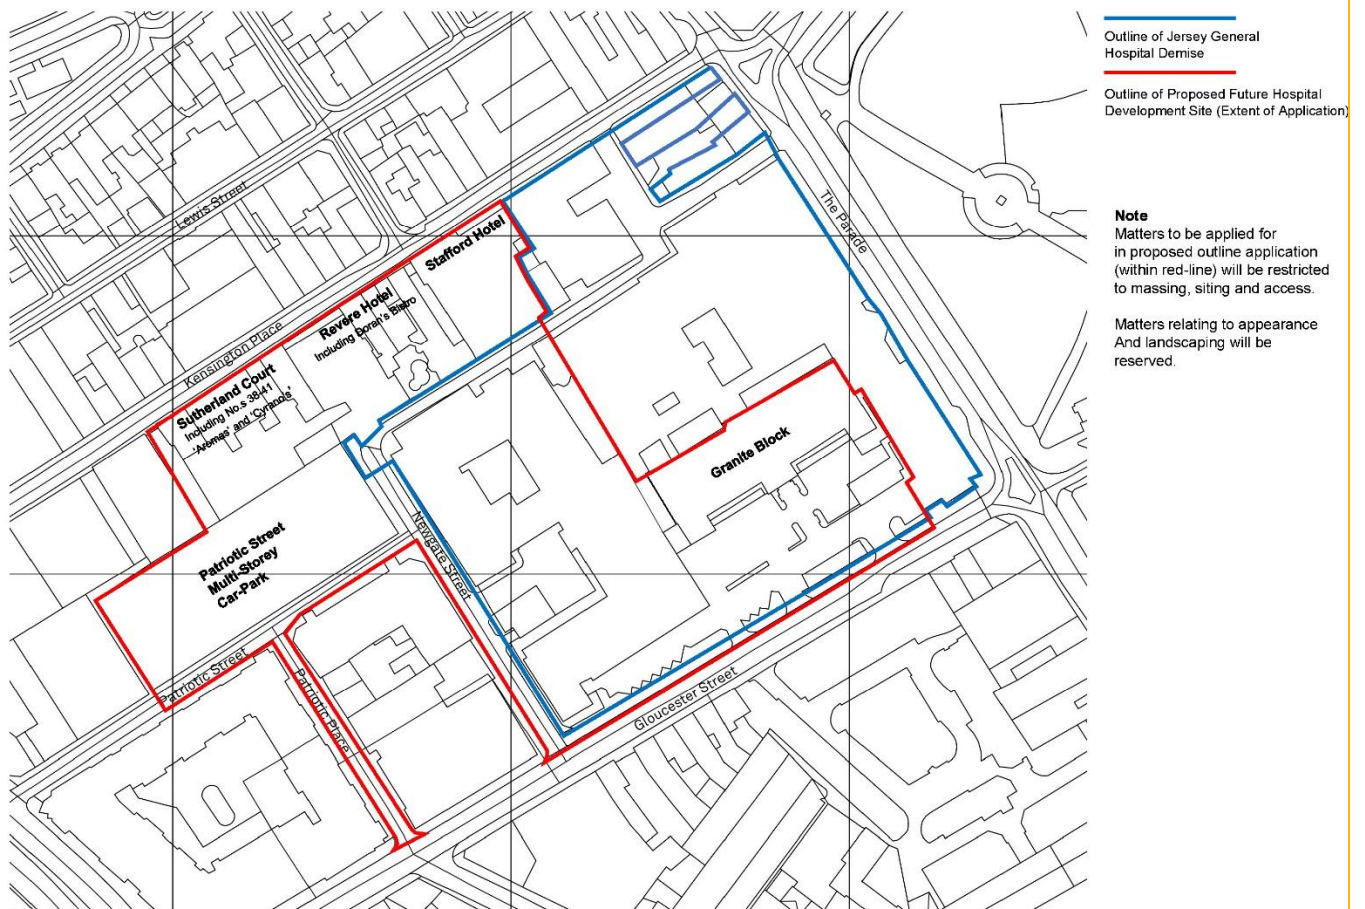 Outline of Jersey General
Hospital Demise
Outline of Proposed Future Hospital
Development Site (Extent of Application)
Note
Matters to be applied for
in proposed outline application
(within red-line) will be restricted
to massing, siting and access.
Matters relating to appearance
And landscaping will be
reserved.
Lewis Street
The Parade
Stafford Hotel
Revere Hotel
Including Doran's Bistro
Kensington Place
Sutherland Court
Including No.s 38-41
'Aromas' and 'Cyranos'
Granite Block
Patriotic Street
Multi-Storey
Car-Park
Newgate Street
Patriotic Street
Patriotic Place
Gloucester Street